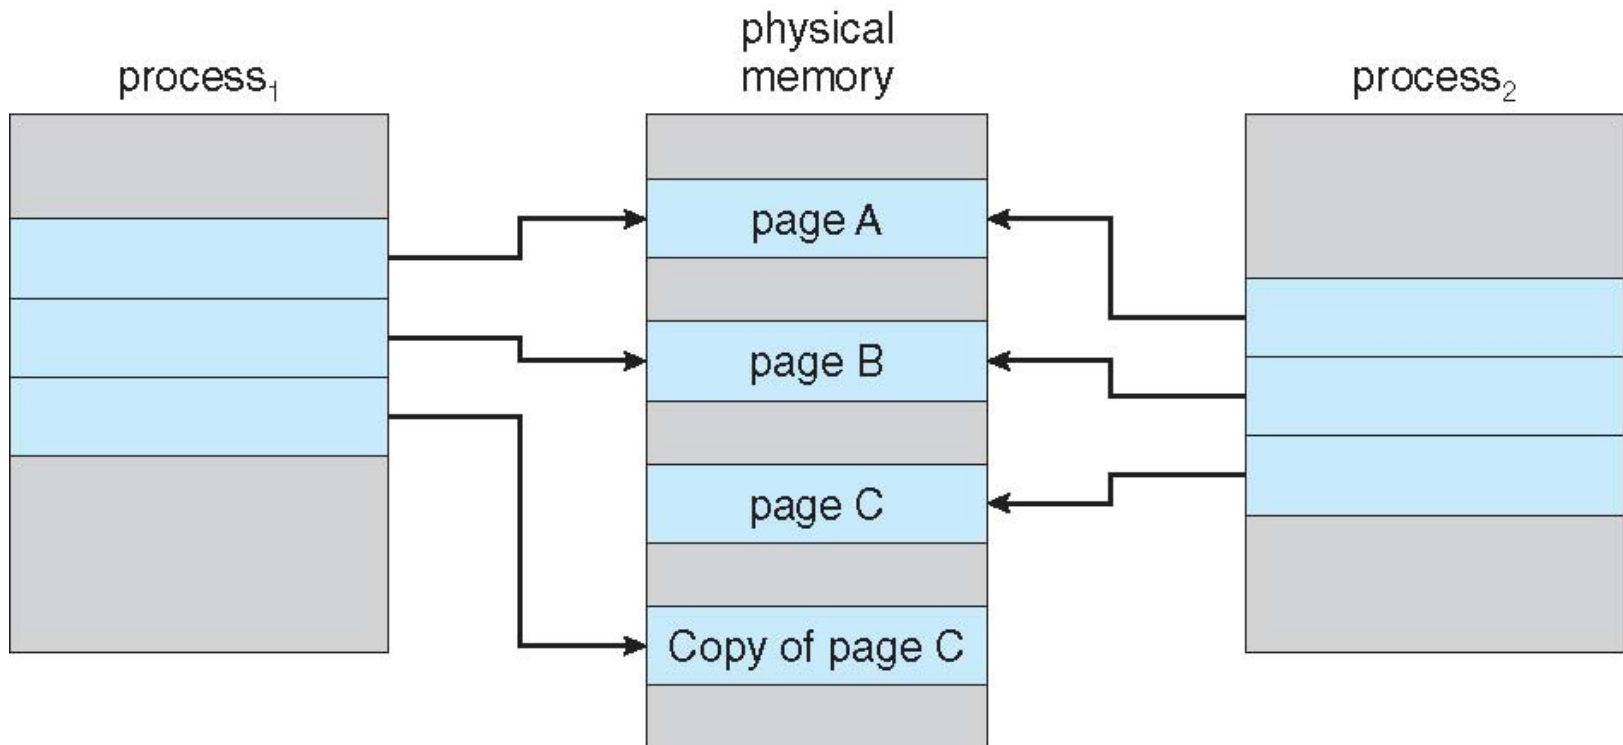 process₁
physical
memory
process₂
page A
page B
page C
Copy of page C